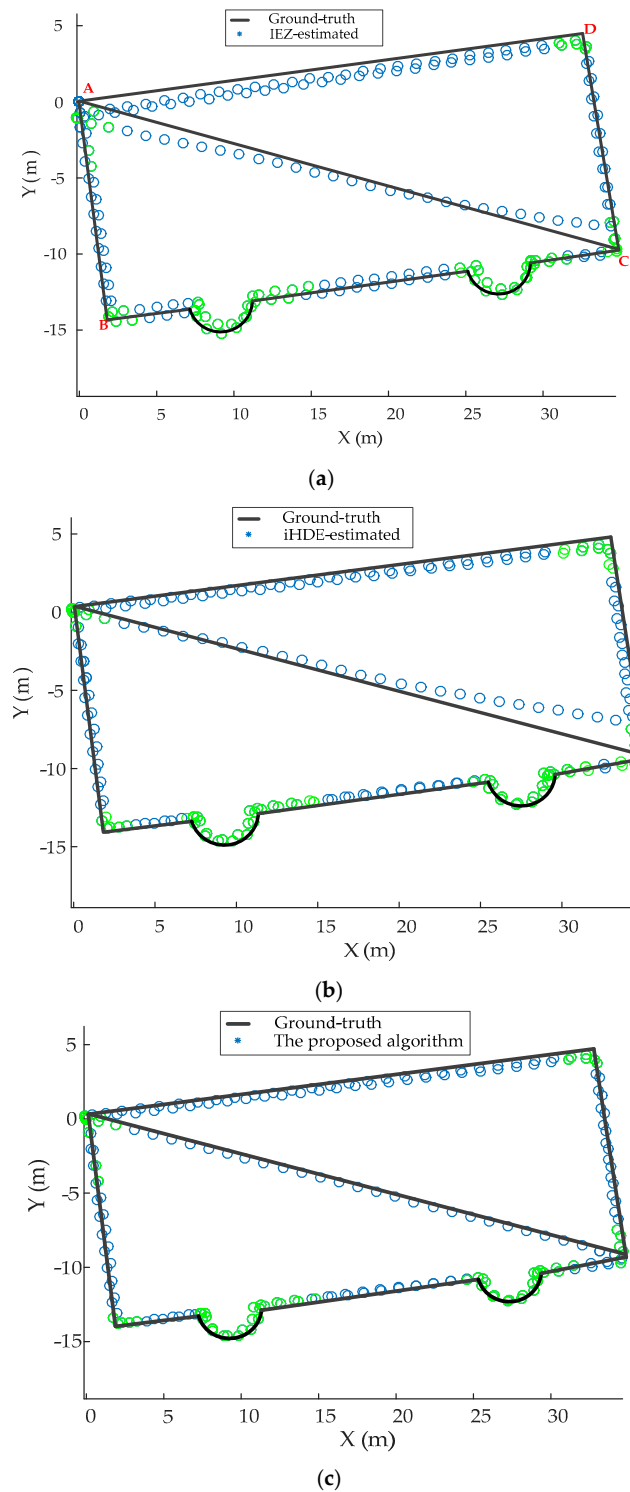 Ground-truth
IEZ-estimated
A
D
B
C
5
0
-5
-10
-15
Y (m)
0 5 10 15 20 25 30
X (m)
(a)
Ground-truth
iHDE-estimated
5
0
-5
-10
-15
Y (m)
0 5 10 15 20 25 30
X (m)
(b)
Ground-truth
The proposed algorithm
5
0
-5
-10
-15
Y (m)
0 5 10 15 20 25 30
X (m)
(c)